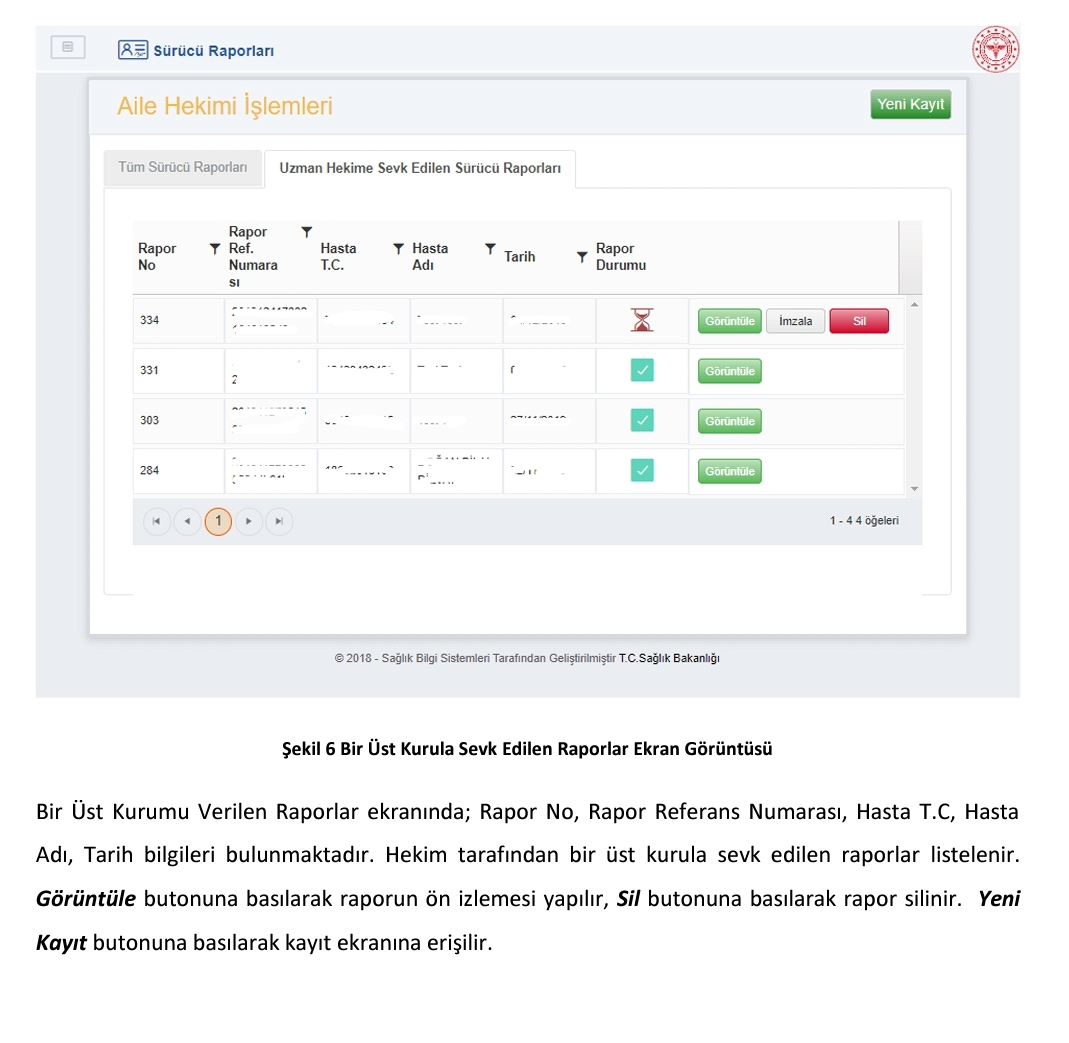 Sürücü Raporları
Aile Hekimi İşlemleri
Yeni Kayıt
Tüm Sürücü Raporları
Uzman Hekime Sevk Edilen Sürücü Raporları
Rapor No
Rapor Ref. Numarası
Hasta T.C.
Hasta Adı
Tarih
Rapor Durumu
334
Görüntüle
İmzala
Sil
331
Görüntüle
303
Görüntüle
284
Görüntüle
1
1 - 4 4 öğeleri
© 2018 - Sağlık Bilgi Sistemleri Tarafından Geliştirilmiştir T.C.Sağlık Bakanlığı
Şekil 6 Bir Üst Kurula Sevk Edilen Raporlar Ekran Görüntüsü
Bir Üst Kurumu Verilen Raporlar ekranında; Rapor No, Rapor Referans Numarası, Hasta T.C, Hasta
Adı, Tarih bilgileri bulunmaktadır. Hekim tarafından bir üst kurula sevk edilen raporlar listelenir.
Görüntüle butonuna basılarak raporun ön izlemesi yapılır, Sil butonuna basılarak rapor silinir. Yeni
Kayıt butonuna basılarak kayıt ekranına erişilir.